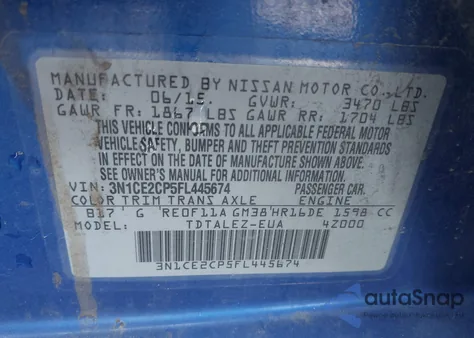 MANUFACTURED BY NISSAN MOTOR CO., LTD.
DATE: 06/15 GVWR: 3470 LBS
GAWR FR: 1867 LBS GAWR RR: 1704 LBS
THIS VEHICLE CONFORMS TO ALL APPLICABLE FEDERAL MOTOR
VEHICLE SAFETY, BUMPER AND THEFT PREVENTION STANDARDS
IN EFFECT ON THE DATE OF MANUFACTURE SHOWN ABOVE.
SEE OWNER'S MANUAL FOR ADDITIONAL INFORMATION.
VIN: 3N1CE2CP5FL445674 PASSENGER CAR.
COLOR TRIM TRANS AXLE ENGINE
B17 G RE0F11A GM38 HR16DE 1598 CC
MODEL: TDTALEZ-EUA 42000
3N1CE2CP5FL445674
autoSnap